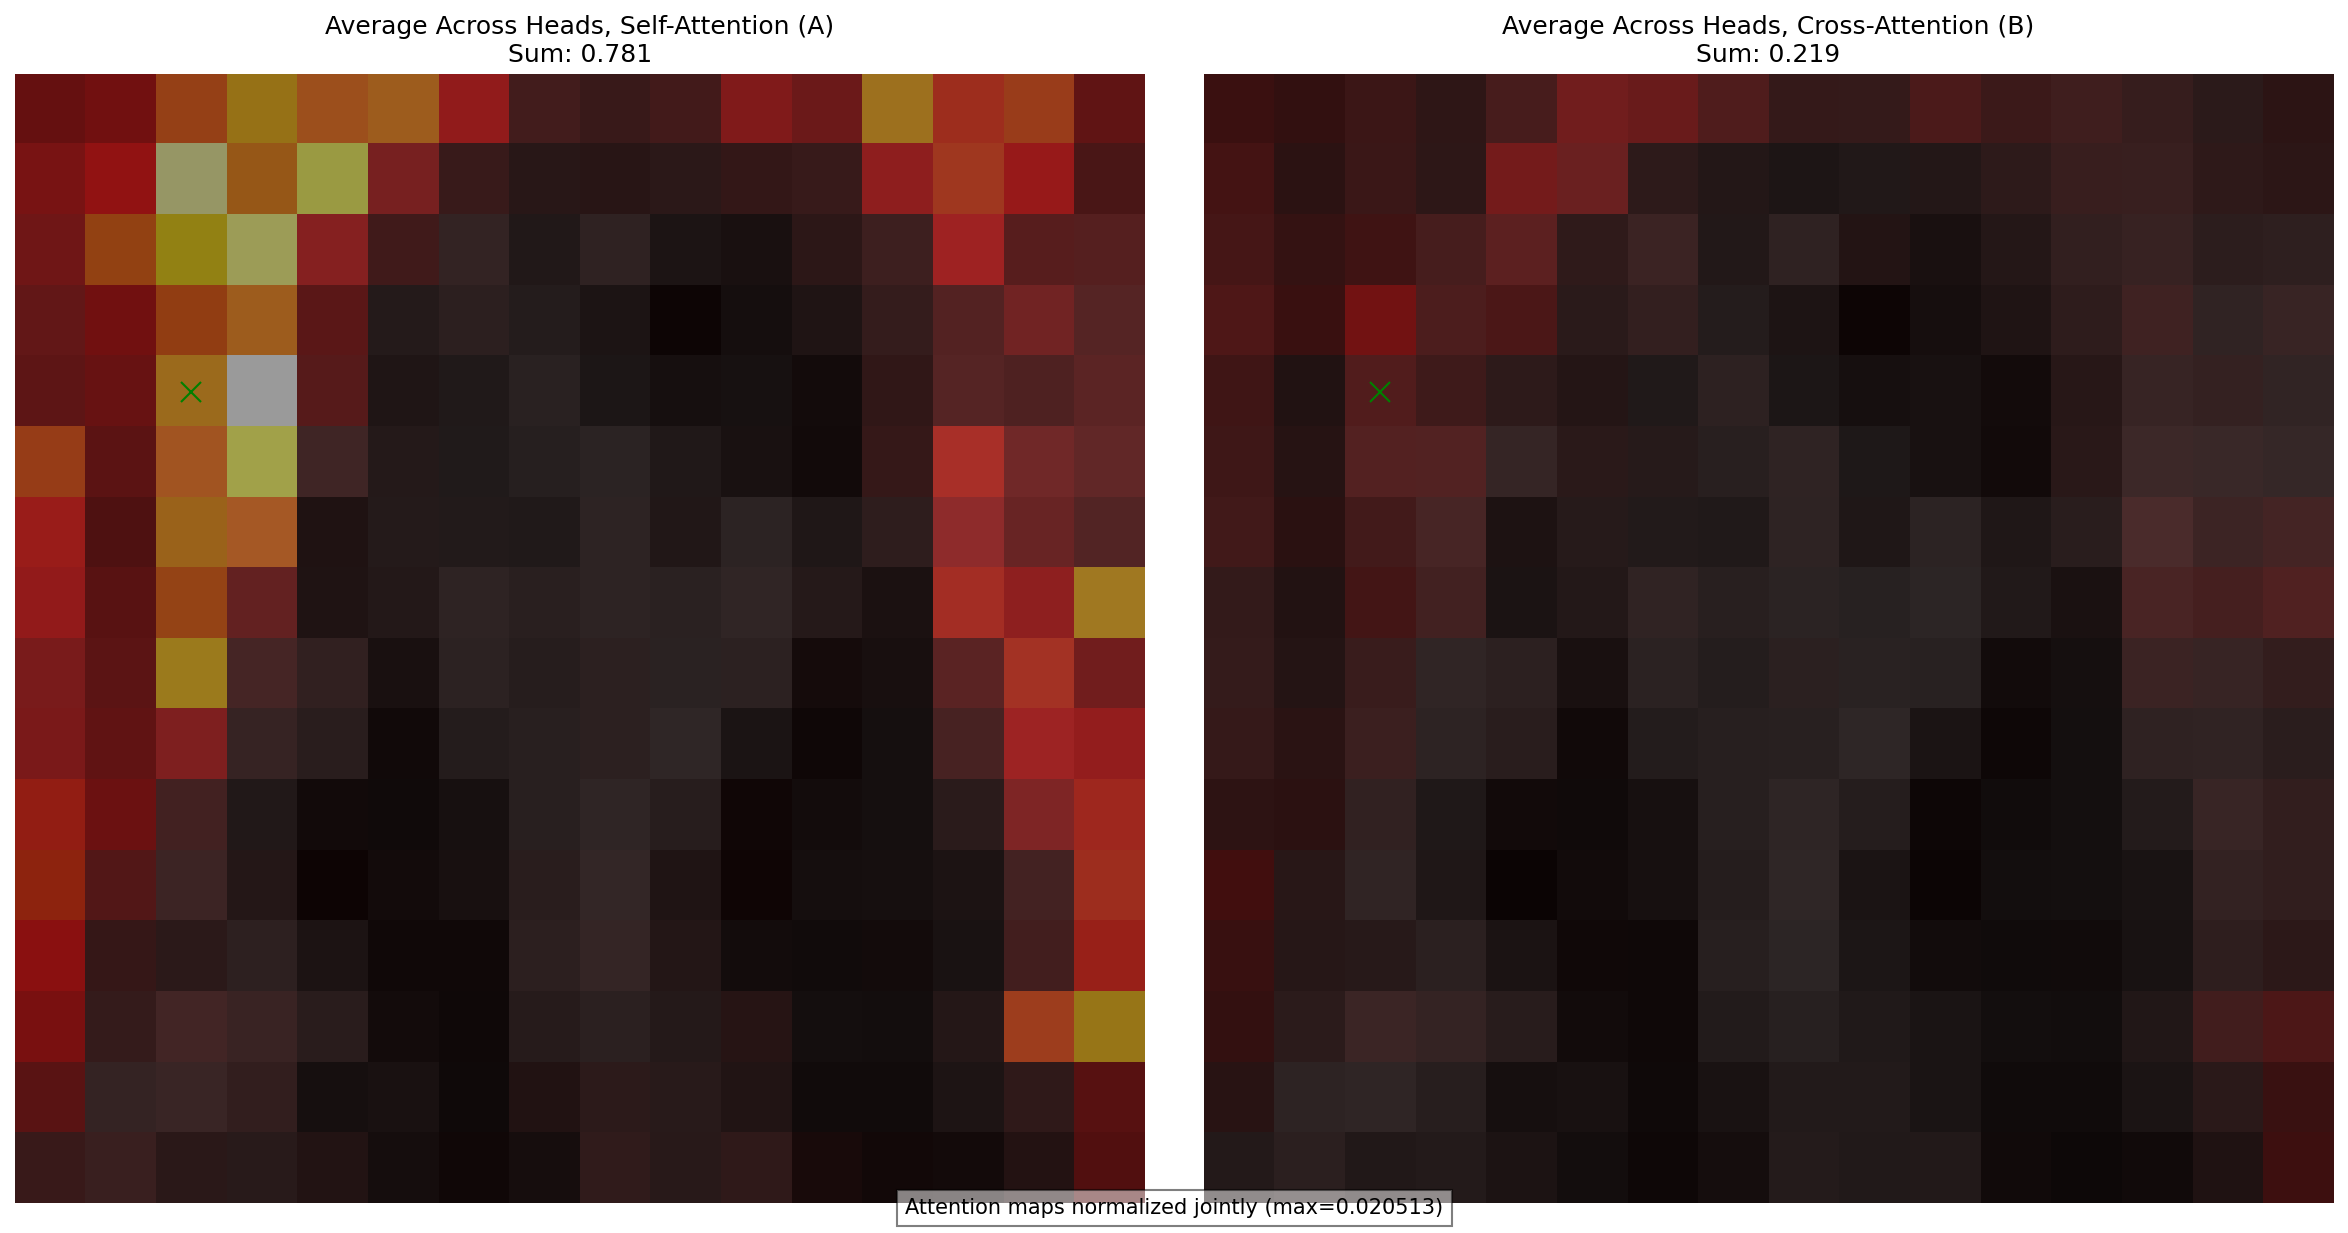 Average Across Heads, Self-Attention (A)
Sum: 0.781
Average Across Heads, Cross-Attention (B)
Sum: 0.219
Attention maps normalized jointly (max=0.020513)